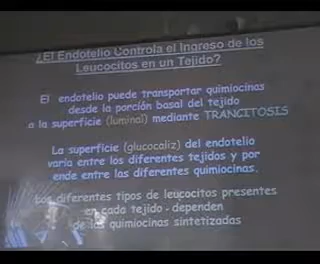 ¿El Endotelio Controla el Ingreso de los
Leucocitos en un Tejido?
El endotelio puede transportar quimiocinas
desde la porción basal del tejido
a la superficie (luminal) mediante TRANCITOSIS
La superficie (glucocaliz) del endotelio
varía entre los diferentes tejidos y por
ende entre las diferentes quimiocinas.
Los diferentes tipos de leucocitos presentes
en cada tejido - dependen
de las quimiocinas sintetizadas